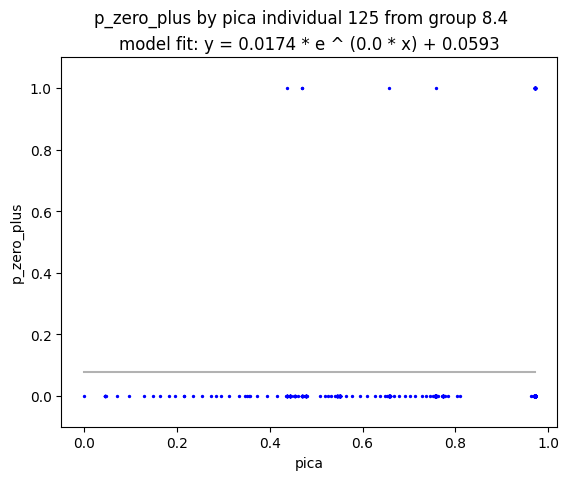 p_zero_plus by pica individual 125 from group 8.4
model fit: y = 0.0174 * e ^ (0.0 * x) + 0.0593
1.0
0.8
0.6
0.4
0.2
0.0
p_zero_plus
0.0 0.2 0.4 0.6 0.8 1.0
pica